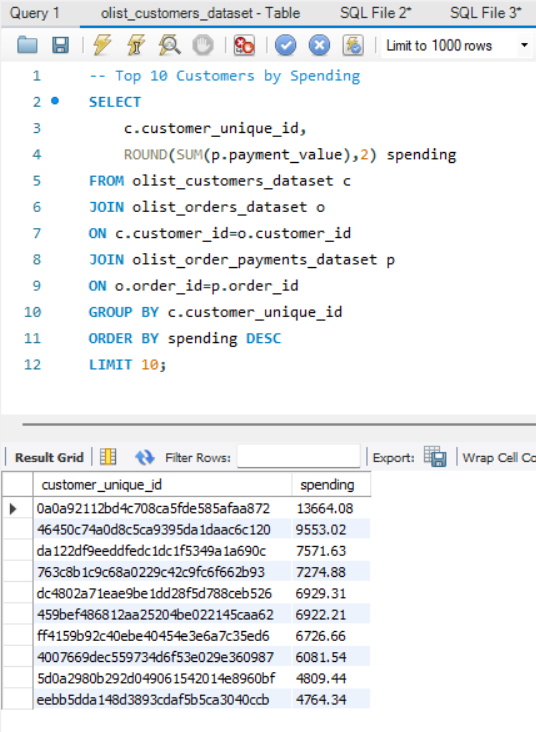 Query 1 olist_customers_dataset - Table SQL File 2* SQL File 3*
Limit to 1000 rows
1 -- Top 10 Customers by Spending
2 SELECT
3 c.customer_unique_id,
4 ROUND(SUM(p.payment_value),2) spending
5 FROM olist_customers_dataset c
6 JOIN olist_orders_dataset o
7 ON c.customer_id=o.customer_id
8 JOIN olist_order_payments_dataset p
9 ON o.order_id=p.order_id
10 GROUP BY c.customer_unique_id
11 ORDER BY spending DESC
12 LIMIT 10;
Result Grid Filter Rows: Export: Wrap Cell Co
customer_unique_id spending
0a0a92112bd4c708ca5fde585afaa872 13664.08
46450c74a0d8c5ca9395da1daac6c120 9553.02
da122df9eeddfedc1dc1f5349a1a690c 7571.63
763c8b1c9c68a0229c42c9fc6f662b93 7274.88
dc4802a71eae9be1dd28f5d788ceb526 6929.31
459bef486812aa25204be022145caa62 6922.21
ff4159b92c40ebe40454e3e6a7c35ed6 6726.66
4007669dec559734d6f53e029e360987 6081.54
5d0a2980b292d049061542014e8960bf 4809.44
eebb5dda148d3893cdaf5b5ca3040ccb 4764.34